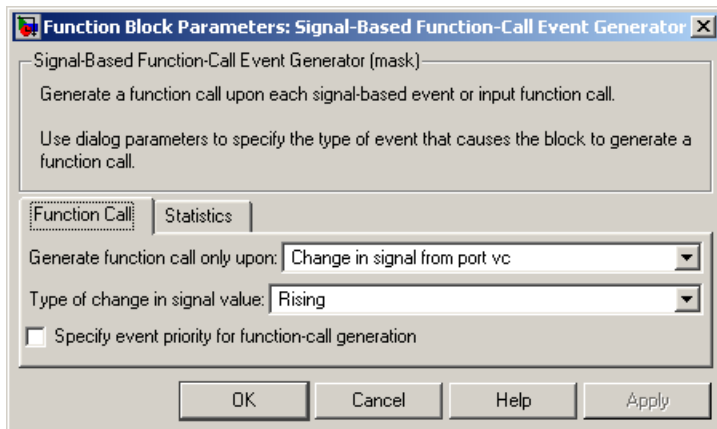 Function Block Parameters: Signal-Based Function-Call Event Generator
Signal-Based Function-Call Event Generator (mask)
Generate a function call upon each signal-based event or input function call.
Use dialog parameters to specify the type of event that causes the block to generate a
function call.
Function Call
Statistics
Generate function call only upon: Change in signal from port vc
Type of change in signal value: Rising
Specify event priority for function-call generation
OK
Cancel
Help
Apply